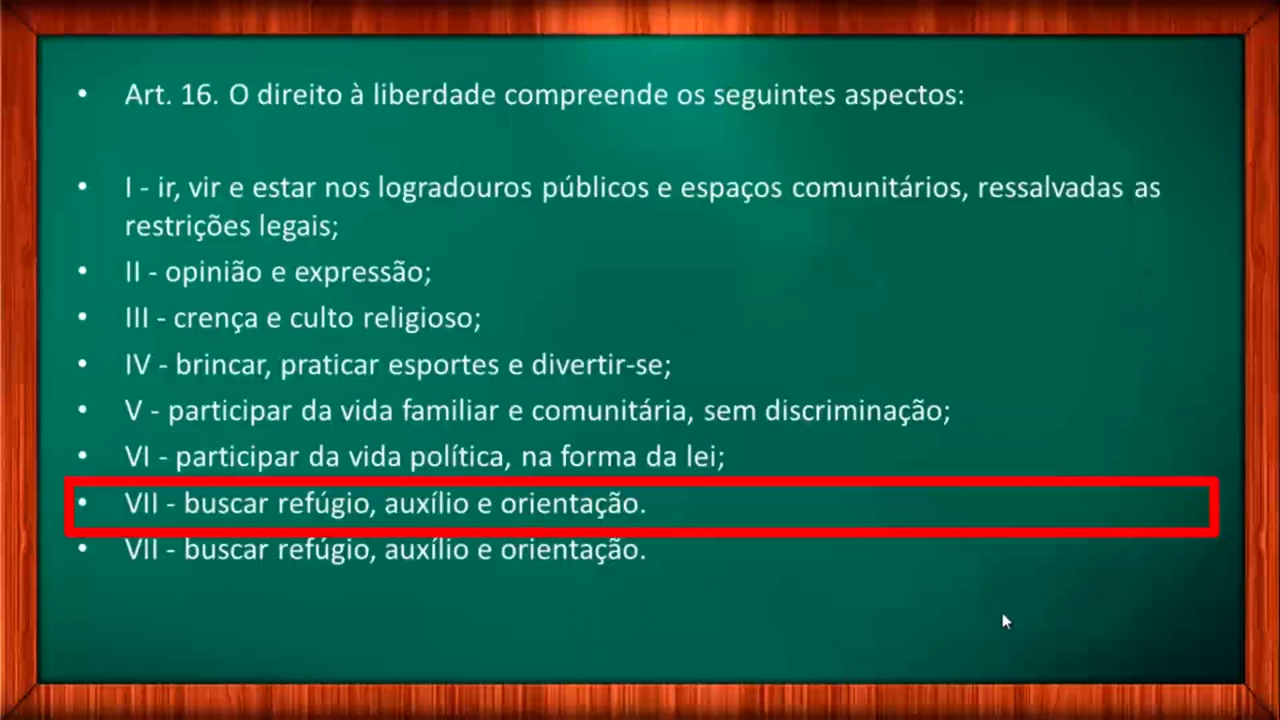 • Art. 16. O direito à liberdade compreende os seguintes aspectos:
• I - ir, vir e estar nos logradouros públicos e espaços comunitários, ressalvadas as
restrições legais;
• II - opinião e expressão;
• III - crença e culto religioso;
• IV - brincar, praticar esportes e divertir-se;
• V - participar da vida familiar e comunitária, sem discriminação;
• VI - participar da vida política, na forma da lei;
• VII - buscar refúgio, auxílio e orientação.
• VII - buscar refúgio, auxílio e orientação.